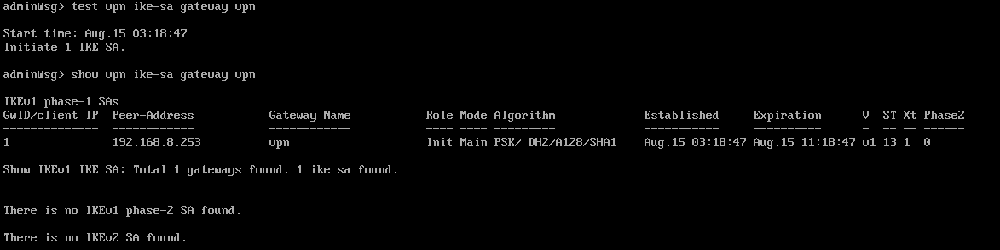 admin@sg> test vpn ike-sa gateway vpn
Start time: Aug.15 03:18:47
Initiate 1 IKE SA.
admin@sg> show vpn ike-sa gateway vpn
IKEv1 phase-1 SAs
GwID/client IP  Peer-Address           Gateway Name           Role Mode Algorithm             Established     Expiration      V  ST Xt Phase2
--------------  ------------           ------------           ---- ---- ---------             -----------     ----------      -  -- -- ------
1               192.168.8.253          vpn                    Init Main PSK/ DH2/A128/SHA1    Aug.15 03:18:47 Aug.15 11:18:47 v1 13 1  0
Show IKEv1 IKE SA: Total 1 gateways found. 1 ike sa found.
There is no IKEv1 phase-2 SA found.
There is no IKEv2 SA found.